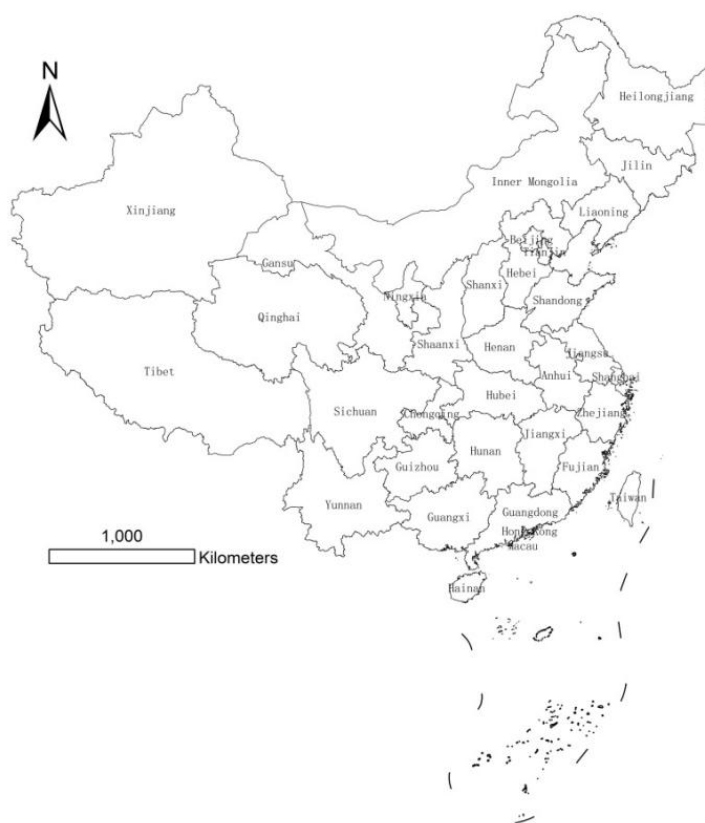 N
Heilongjiang
Jilin
Inner Mongolia
Xinjiang
Liaoning
Beijing
Tianjin
Gansu
Hebei
Shanxi
Ningxia
Shandong
Qinghai
Shaanxi
Henan
Jiangsu
Tibet
Anhui
Shanghai
Hubei
Sichuan
Chongqing
Zhejiang
Jiangxi
Hunan
Guizhou
Fujian
Taiwan
Yunnan
Guangxi
Guangdong
Hong Kong
Macau
1,000
Kilometers
Hainan